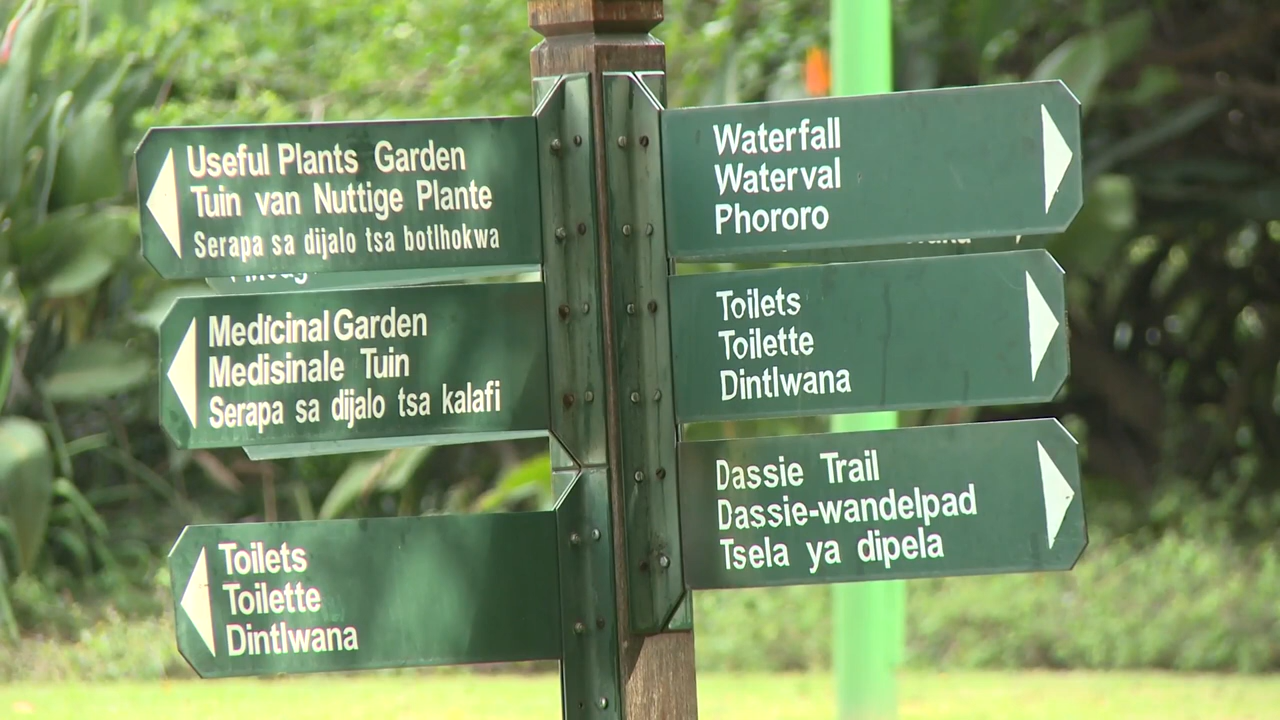 Useful Plants Garden
Tuin van Nuttige Plante
Serapa sa dijalo tsa botlhokwa
Medicinal Garden
Medisinale Tuin
Serapa sa dijalo tsa kalafi
Toilets
Toilette
Dintlwana
Waterfall
Waterval
Phororo
Toilets
Toilette
Dintlwana
Dassie Trail
Dassie-wandelpad
Tsela ya dipela